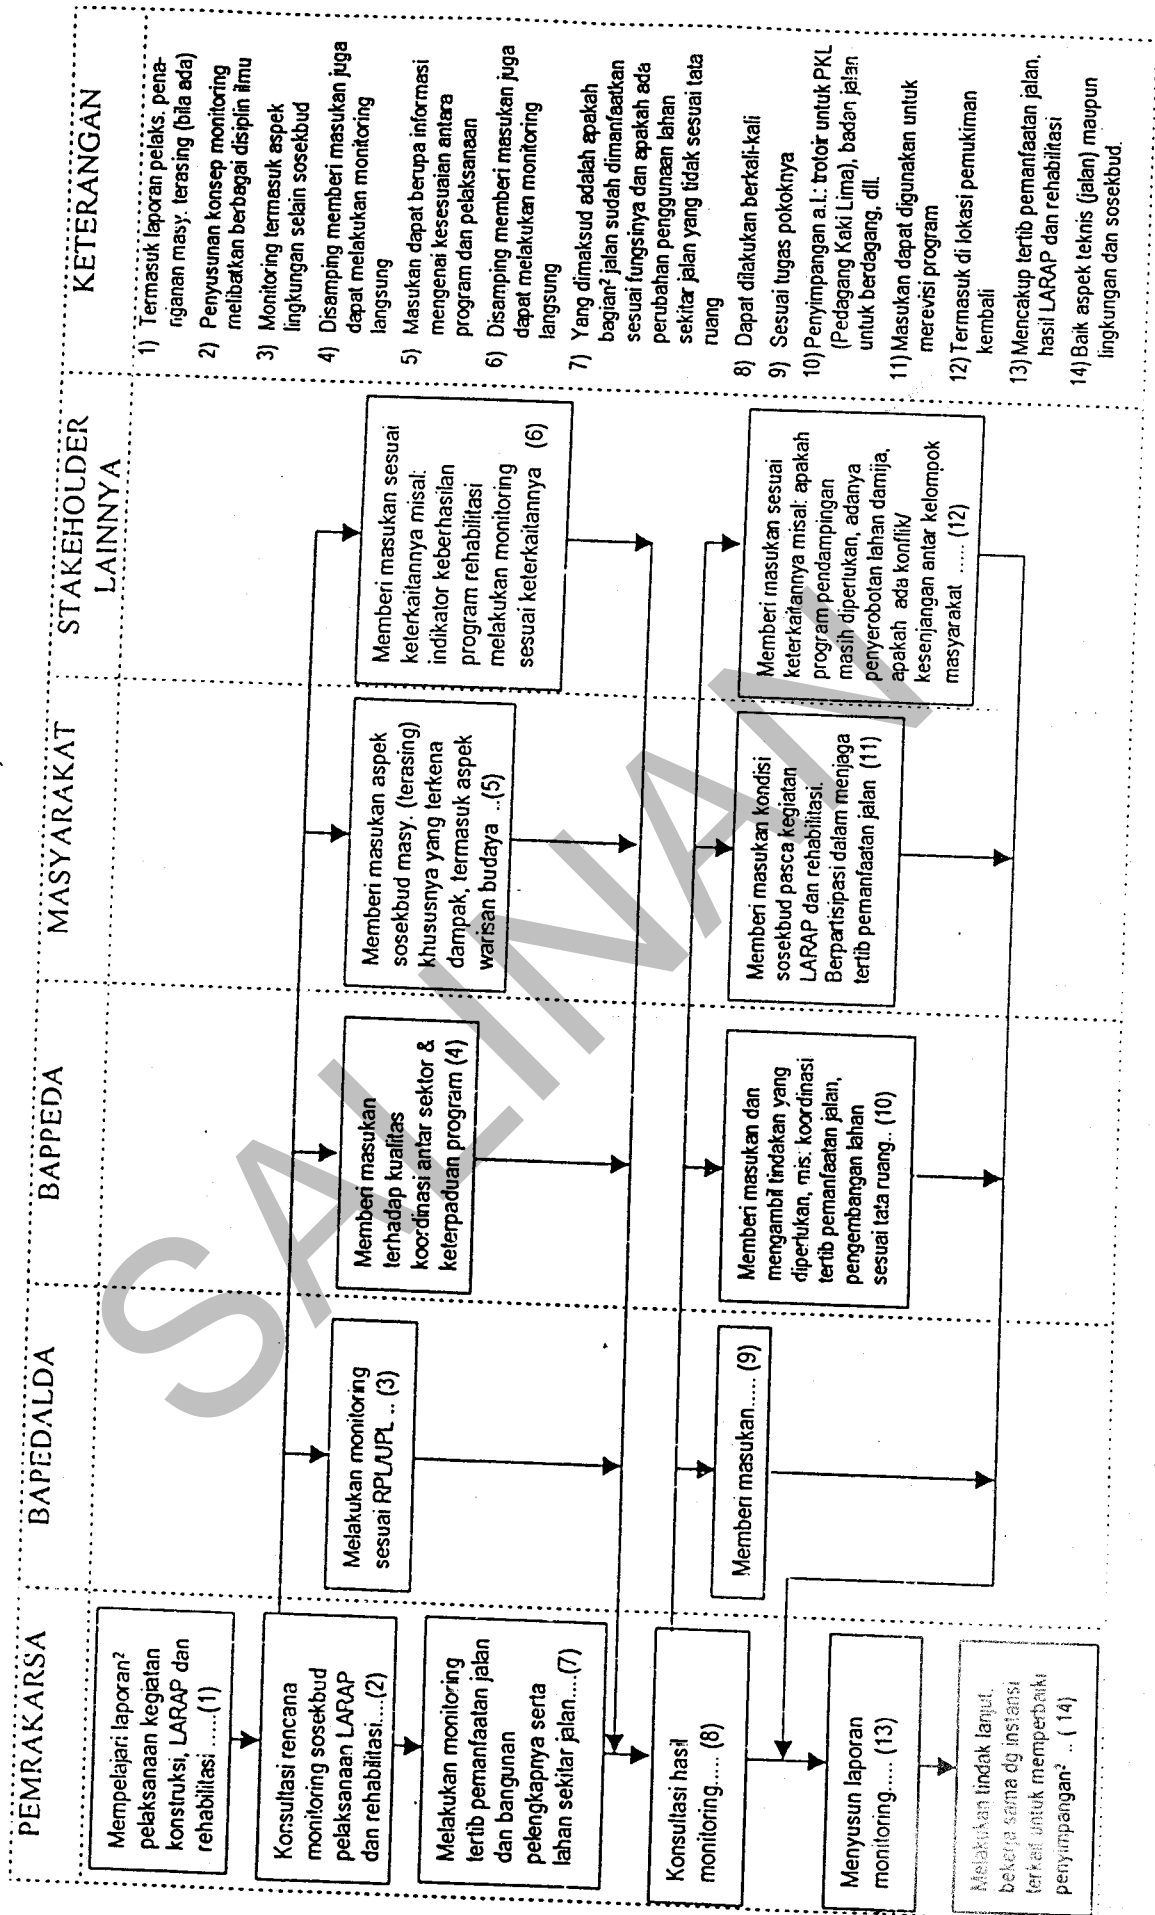 PEMRAKARSA
BAPEDALDA
BAPPEDA
MASYARAKAT
STAKEHOLDER
LAINNYA
KETERANGAN
Mempelajari laporan²
pelaksanaan kegiatan
konstruksi, LARAP dan
rehabilitasi .....(1)
Konsultasi rencana
monitoring sosekbud
pelaksanaan LARAP
dan rehabilitasi....(2)
Melakukan monitoring
tertib pemanfaatan jalan
dan bangunan
pelengkapnya serta
lahan sekitar jalan....(7)
Konsultasi hasil
monitoring..... (8)
Menyusun laporan
monitoring..... (13)
Melakukan tindak lanjut,
bekerja sama dg instansi
terkait untuk memperbaiki
penyimpangan² .. (14)
Melakukan monitoring
sesuai RPL/UPL .. (3)
Memberi masukan...... (9)
Memberi masukan
terhadap kualitas
koordinasi antar sektor &
keterpaduan program (4)
Memberi masukan dan
mengambil tindakan yang
diperlukan, mis: koordinasi
tertib pemanfaatan jalan,
pengembangan lahan
sesuai tata ruang.. (10)
Memberi masukan aspek
sosekbud masy. (terasing)
khususnya yang terkena
dampak, termasuk aspek
warisan budaya ..(5)
Memberi masukan kondisi
sosekbud pasca kegiatan
LARAP dan rehabilitasi.
Berpartisipasi dalam menjaga
tertib pemanfaatan jalan (11)
Memberi masukan sesuai
keterkaitannya misal:
indikator keberhasilan
program rehabilitasi
melakukan monitoring
sesuai keterkaitannya (6)
Memberi masukan sesuai
keterkaitannya misal: apakah
program pendampingan
masih diperlukan, adanya
penyerobotan lahan damija,
apakah ada konflik/
kesenjangan antar kelompok
masyarakat ...... (12)
1) Termasuk laporan pelaks. pena-
nganan masy. terasing (bila ada)
2) Penyusunan konsep monitoring
melibatkan berbagai disiplin ilmu
3) Monitoring termasuk aspek
lingkungan selain sosekbud
4) Disamping memberi masukan juga
dapat melakukan monitoring
langsung
5) Masukan dapat berupa informasi
mengenai kesesuaian antara
program dan pelaksanaan
6) Disamping memberi masukan juga
dapat melakukan monitoring
langsung
7) Yang dimaksud adalah apakah
bagian² jalan sudah dimanfaatkan
sesuai fungsinya dan apakah ada
perubahan penggunaan lahan
sekitar jalan yang tidak sesuai tata
ruang
8) Dapat dilakukan berkali-kali
9) Sesuai tugas pokoknya
10) Penyimpangan a.l.: trotoir untuk PKL
(Pedagang Kaki Lima), badan jalan
untuk berdagang, dll.
11) Masukan dapat digunakan untuk
merevisi program
12) Termasuk di lokasi pemukiman
kembali
13) Mencakup tertib pemanfaatan jalan,
hasil LARAP dan rehabilitasi
14) Baik aspek teknis (jalan) maupun
lingkungan dan sosekbud.
SALINAN